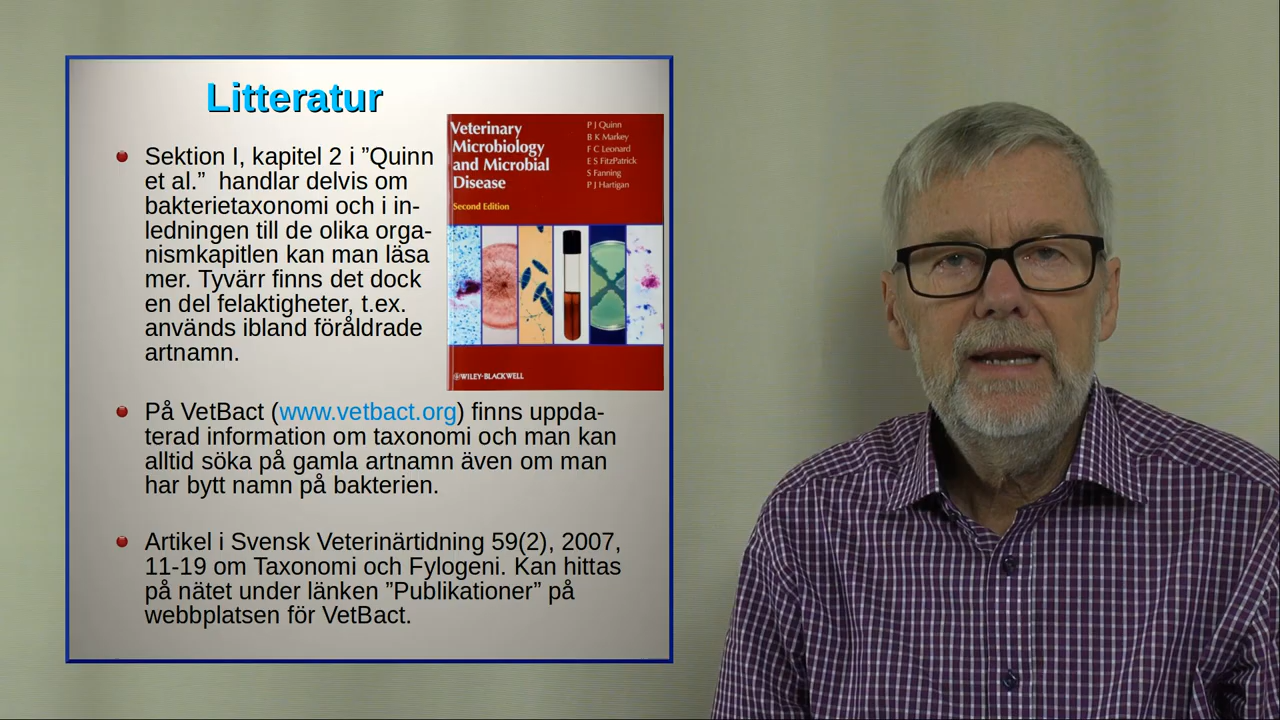 Litteratur
Sektion I, kapitel 2 i ”Quinn
et al.”  handlar delvis om
bakterietaxonomi och i in-
ledningen till de olika orga-
nismkapitlen kan man läsa
mer. Tyvärr finns det dock
en del felaktigheter, t.ex.
används ibland föråldrade
artnamn.
Veterinary
Microbiology
and Microbial
Disease
Second Edition
P J Quinn
B K Markey
F C Leonard
E S FitzPatrick
S Fanning
P J Hartigan
WILEY-BLACKWELL
På VetBact (www.vetbact.org) finns uppda-
terad information om taxonomi och man kan
alltid söka på gamla artnamn även om man
har bytt namn på bakterien.
Artikel i Svensk Veterinärtidning 59(2), 2007,
11-19 om Taxonomi och Fylogeni. Kan hittas
på nätet under länken ”Publikationer” på
webbplatsen för VetBact.